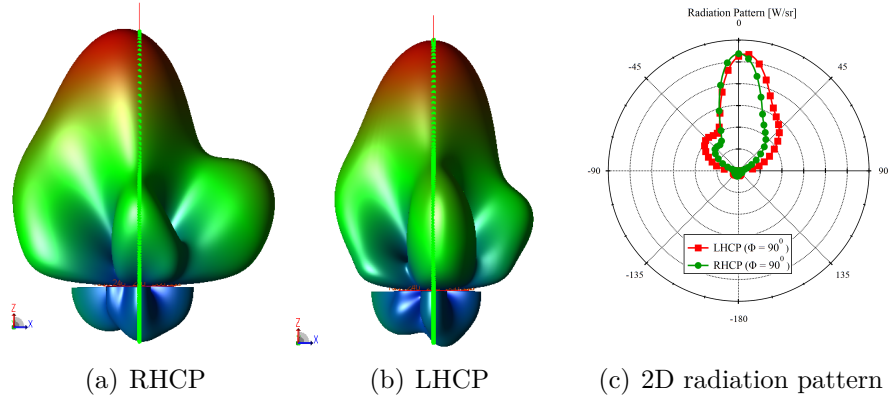 Radiation Pattern [W/sr]
0
-45
45
-90
90
LHCP (Φ = 90⁰)
RHCP (Φ = 90⁰)
-135
135
-180
Z
X
Z
X
(a) RHCP
(b) LHCP
(c) 2D radiation pattern